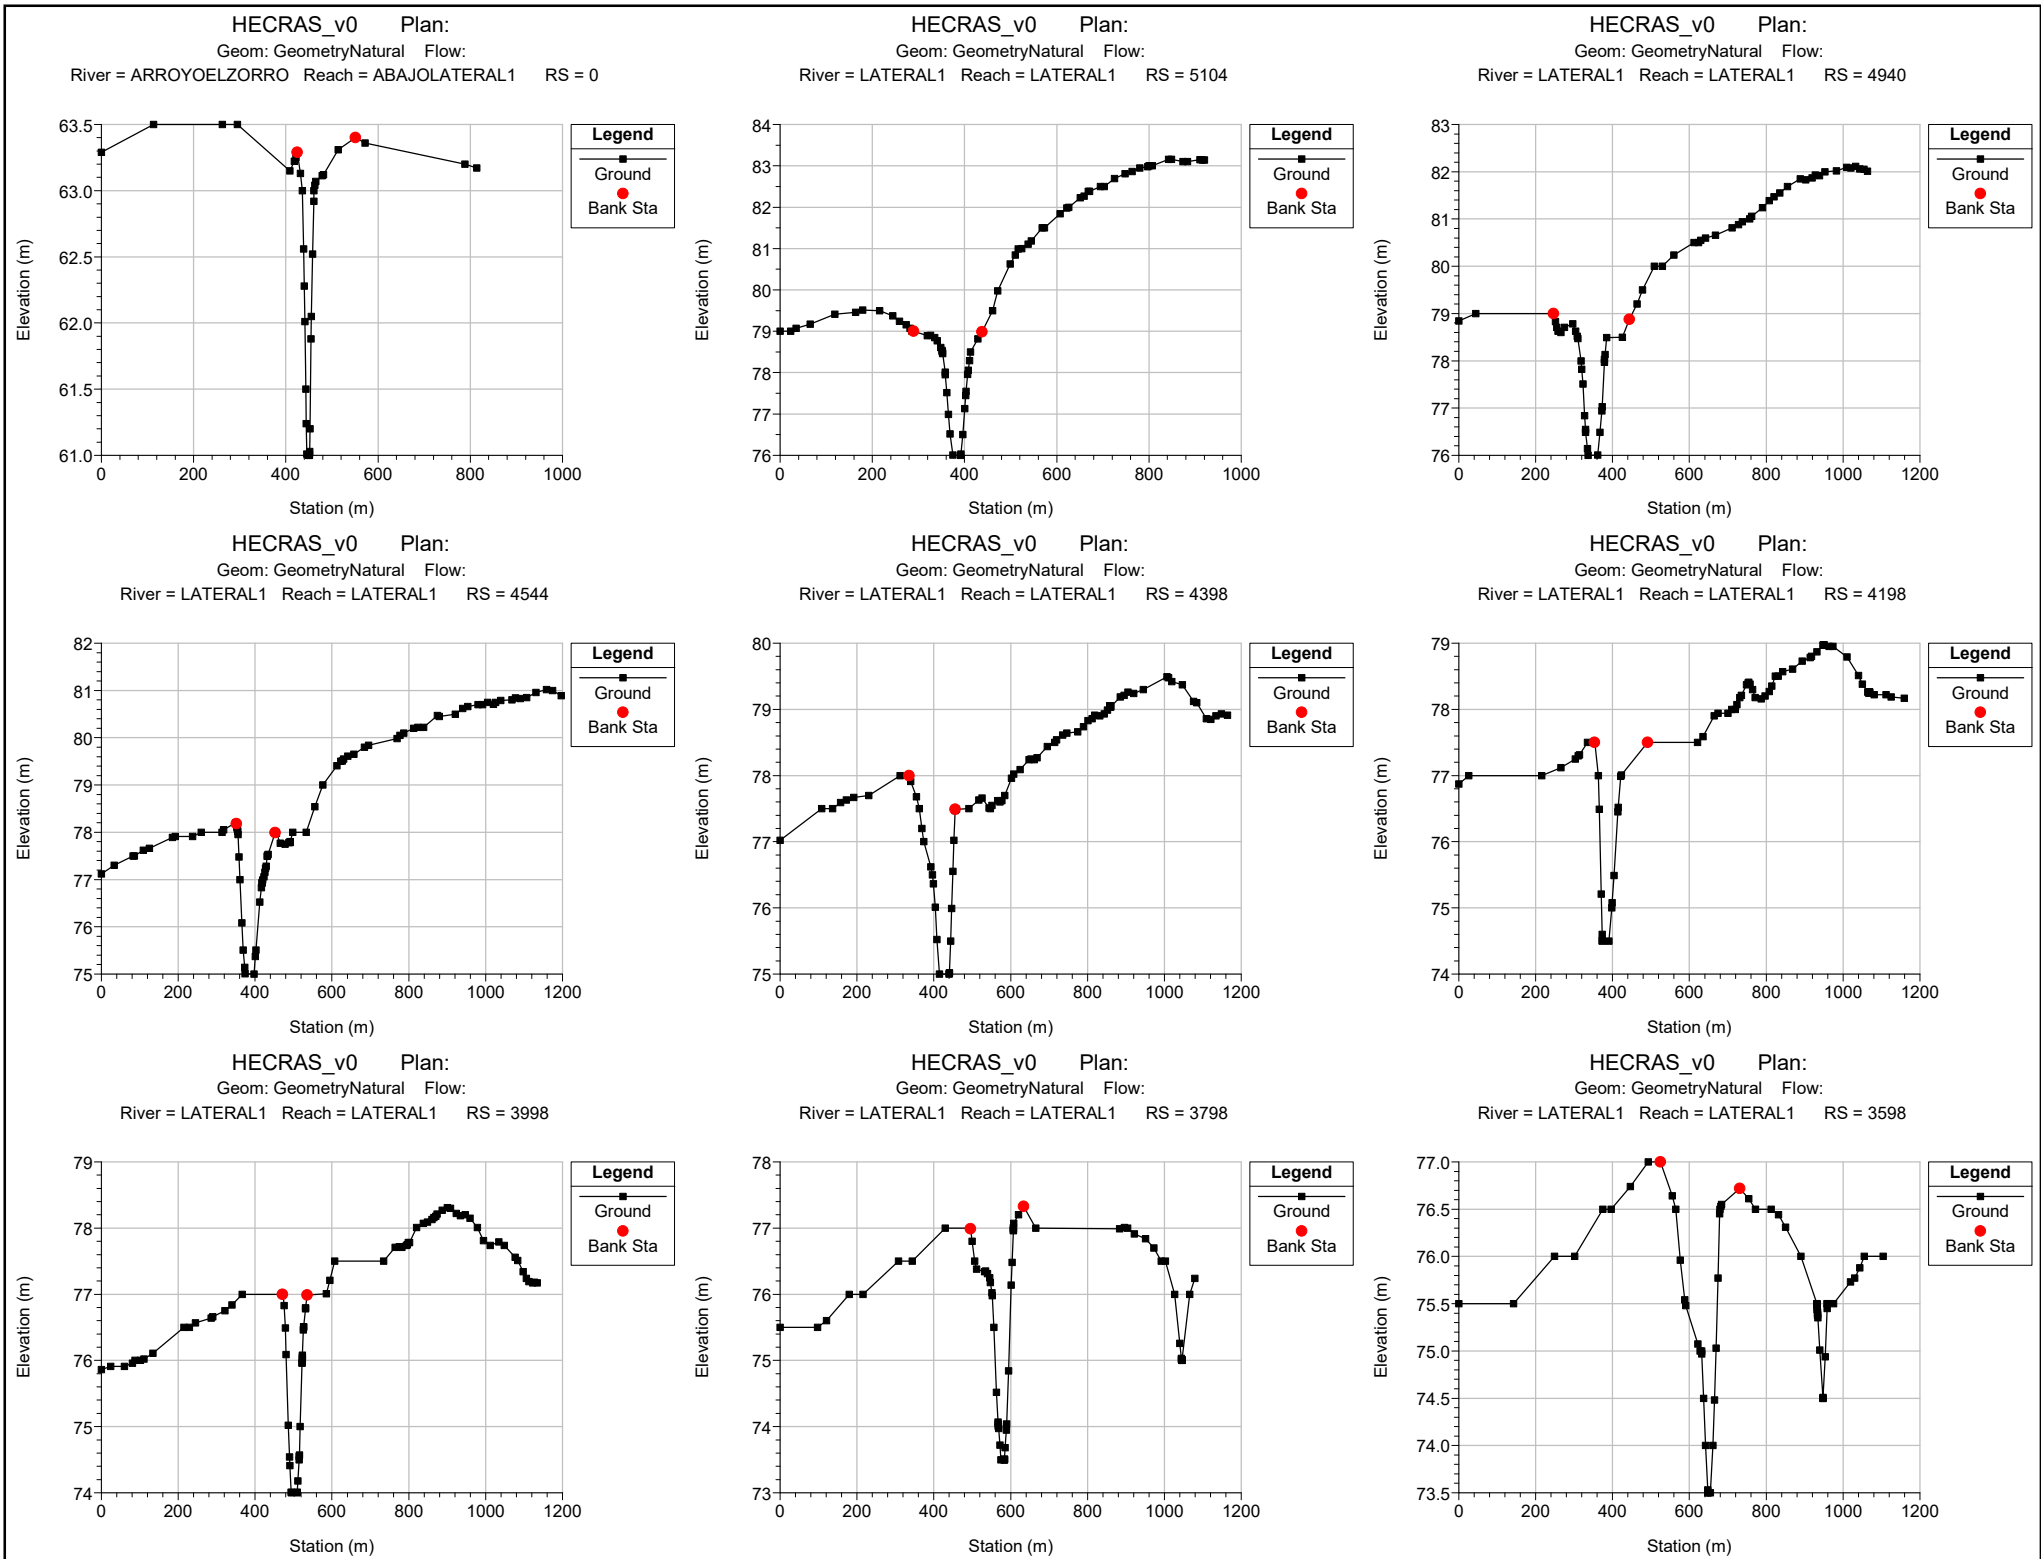 HECRAS_v0 Plan:
Geom: GeometryNatural Flow:
River = ARROYOELZORRO Reach = ABAJOLATERAL1 RS = 0
63.5
63.0
62.5
62.0
61.5
61.0
0 200 400 600 800 1000
Elevation (m)
Station (m)
Legend
Ground
Bank Sta
HECRAS_v0 Plan:
Geom: GeometryNatural Flow:
River = LATERAL1 Reach = LATERAL1 RS = 5104
84
83
82
81
80
79
78
77
76
0 200 400 600 800 1000
Elevation (m)
Station (m)
Legend
Ground
Bank Sta
HECRAS_v0 Plan:
Geom: GeometryNatural Flow:
River = LATERAL1 Reach = LATERAL1 RS = 4940
83
82
81
80
79
78
77
76
0 200 400 600 800 1000 1200
Elevation (m)
Station (m)
Legend
Ground
Bank Sta
HECRAS_v0 Plan:
Geom: GeometryNatural Flow:
River = LATERAL1 Reach = LATERAL1 RS = 4544
82
81
80
79
78
77
76
75
0 200 400 600 800 1000 1200
Elevation (m)
Station (m)
Legend
Ground
Bank Sta
HECRAS_v0 Plan:
Geom: GeometryNatural Flow:
River = LATERAL1 Reach = LATERAL1 RS = 4398
80
79
78
77
76
75
0 200 400 600 800 1000 1200
Elevation (m)
Station (m)
Legend
Ground
Bank Sta
HECRAS_v0 Plan:
Geom: GeometryNatural Flow:
River = LATERAL1 Reach = LATERAL1 RS = 4198
79
78
77
76
75
74
0 200 400 600 800 1000 1200
Elevation (m)
Station (m)
Legend
Ground
Bank Sta
HECRAS_v0 Plan:
Geom: GeometryNatural Flow:
River = LATERAL1 Reach = LATERAL1 RS = 3998
79
78
77
76
75
74
0 200 400 600 800 1000 1200
Elevation (m)
Station (m)
Legend
Ground
Bank Sta
HECRAS_v0 Plan:
Geom: GeometryNatural Flow:
River = LATERAL1 Reach = LATERAL1 RS = 3798
78
77
76
75
74
73
0 200 400 600 800 1000 1200
Elevation (m)
Station (m)
Legend
Ground
Bank Sta
HECRAS_v0 Plan:
Geom: GeometryNatural Flow:
River = LATERAL1 Reach = LATERAL1 RS = 3598
77.0
76.5
76.0
75.5
75.0
74.5
74.0
73.5
0 200 400 600 800 1000 1200
Elevation (m)
Station (m)
Legend
Ground
Bank Sta